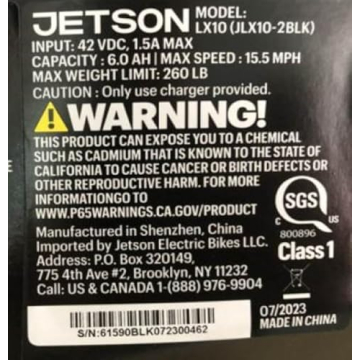 JETSON MODEL:
LX10 (JLX10-2BLK)
INPUT: 42 VDC, 1.5A MAX
CAPACITY : 6.0 AH | MAX SPEED : 15.5 MPH
MAX WEIGHT LIMIT: 260 LB
CAUTION : Only use charger provided.
WARNING!
THIS PRODUCT CAN EXPOSE YOU TO A CHEMICAL
SUCH AS CADMIUM THAT IS KNOWN TO THE STATE OF
CALIFORNIA TO CAUSE CANCER OR BIRTH DEFECTS OR
OTHER REPRODUCTIVE HARM. FOR MORE
INFORMATIONGO TO
WWW.P65WARNINGS.CA.GOV/PRODUCT
SGS
C US
800896
Class 1
Manufactured in Shenzhen, China
Imported by Jetson Electric Bikes LLC.
Address: P.O. Box 320149,
775 4th Ave #2, Brooklyn, NY 11232
Call: US & CANADA 1-(888) 976-9904
07/2023
MADE IN CHINA
S/N: 61590BLK072300462
E